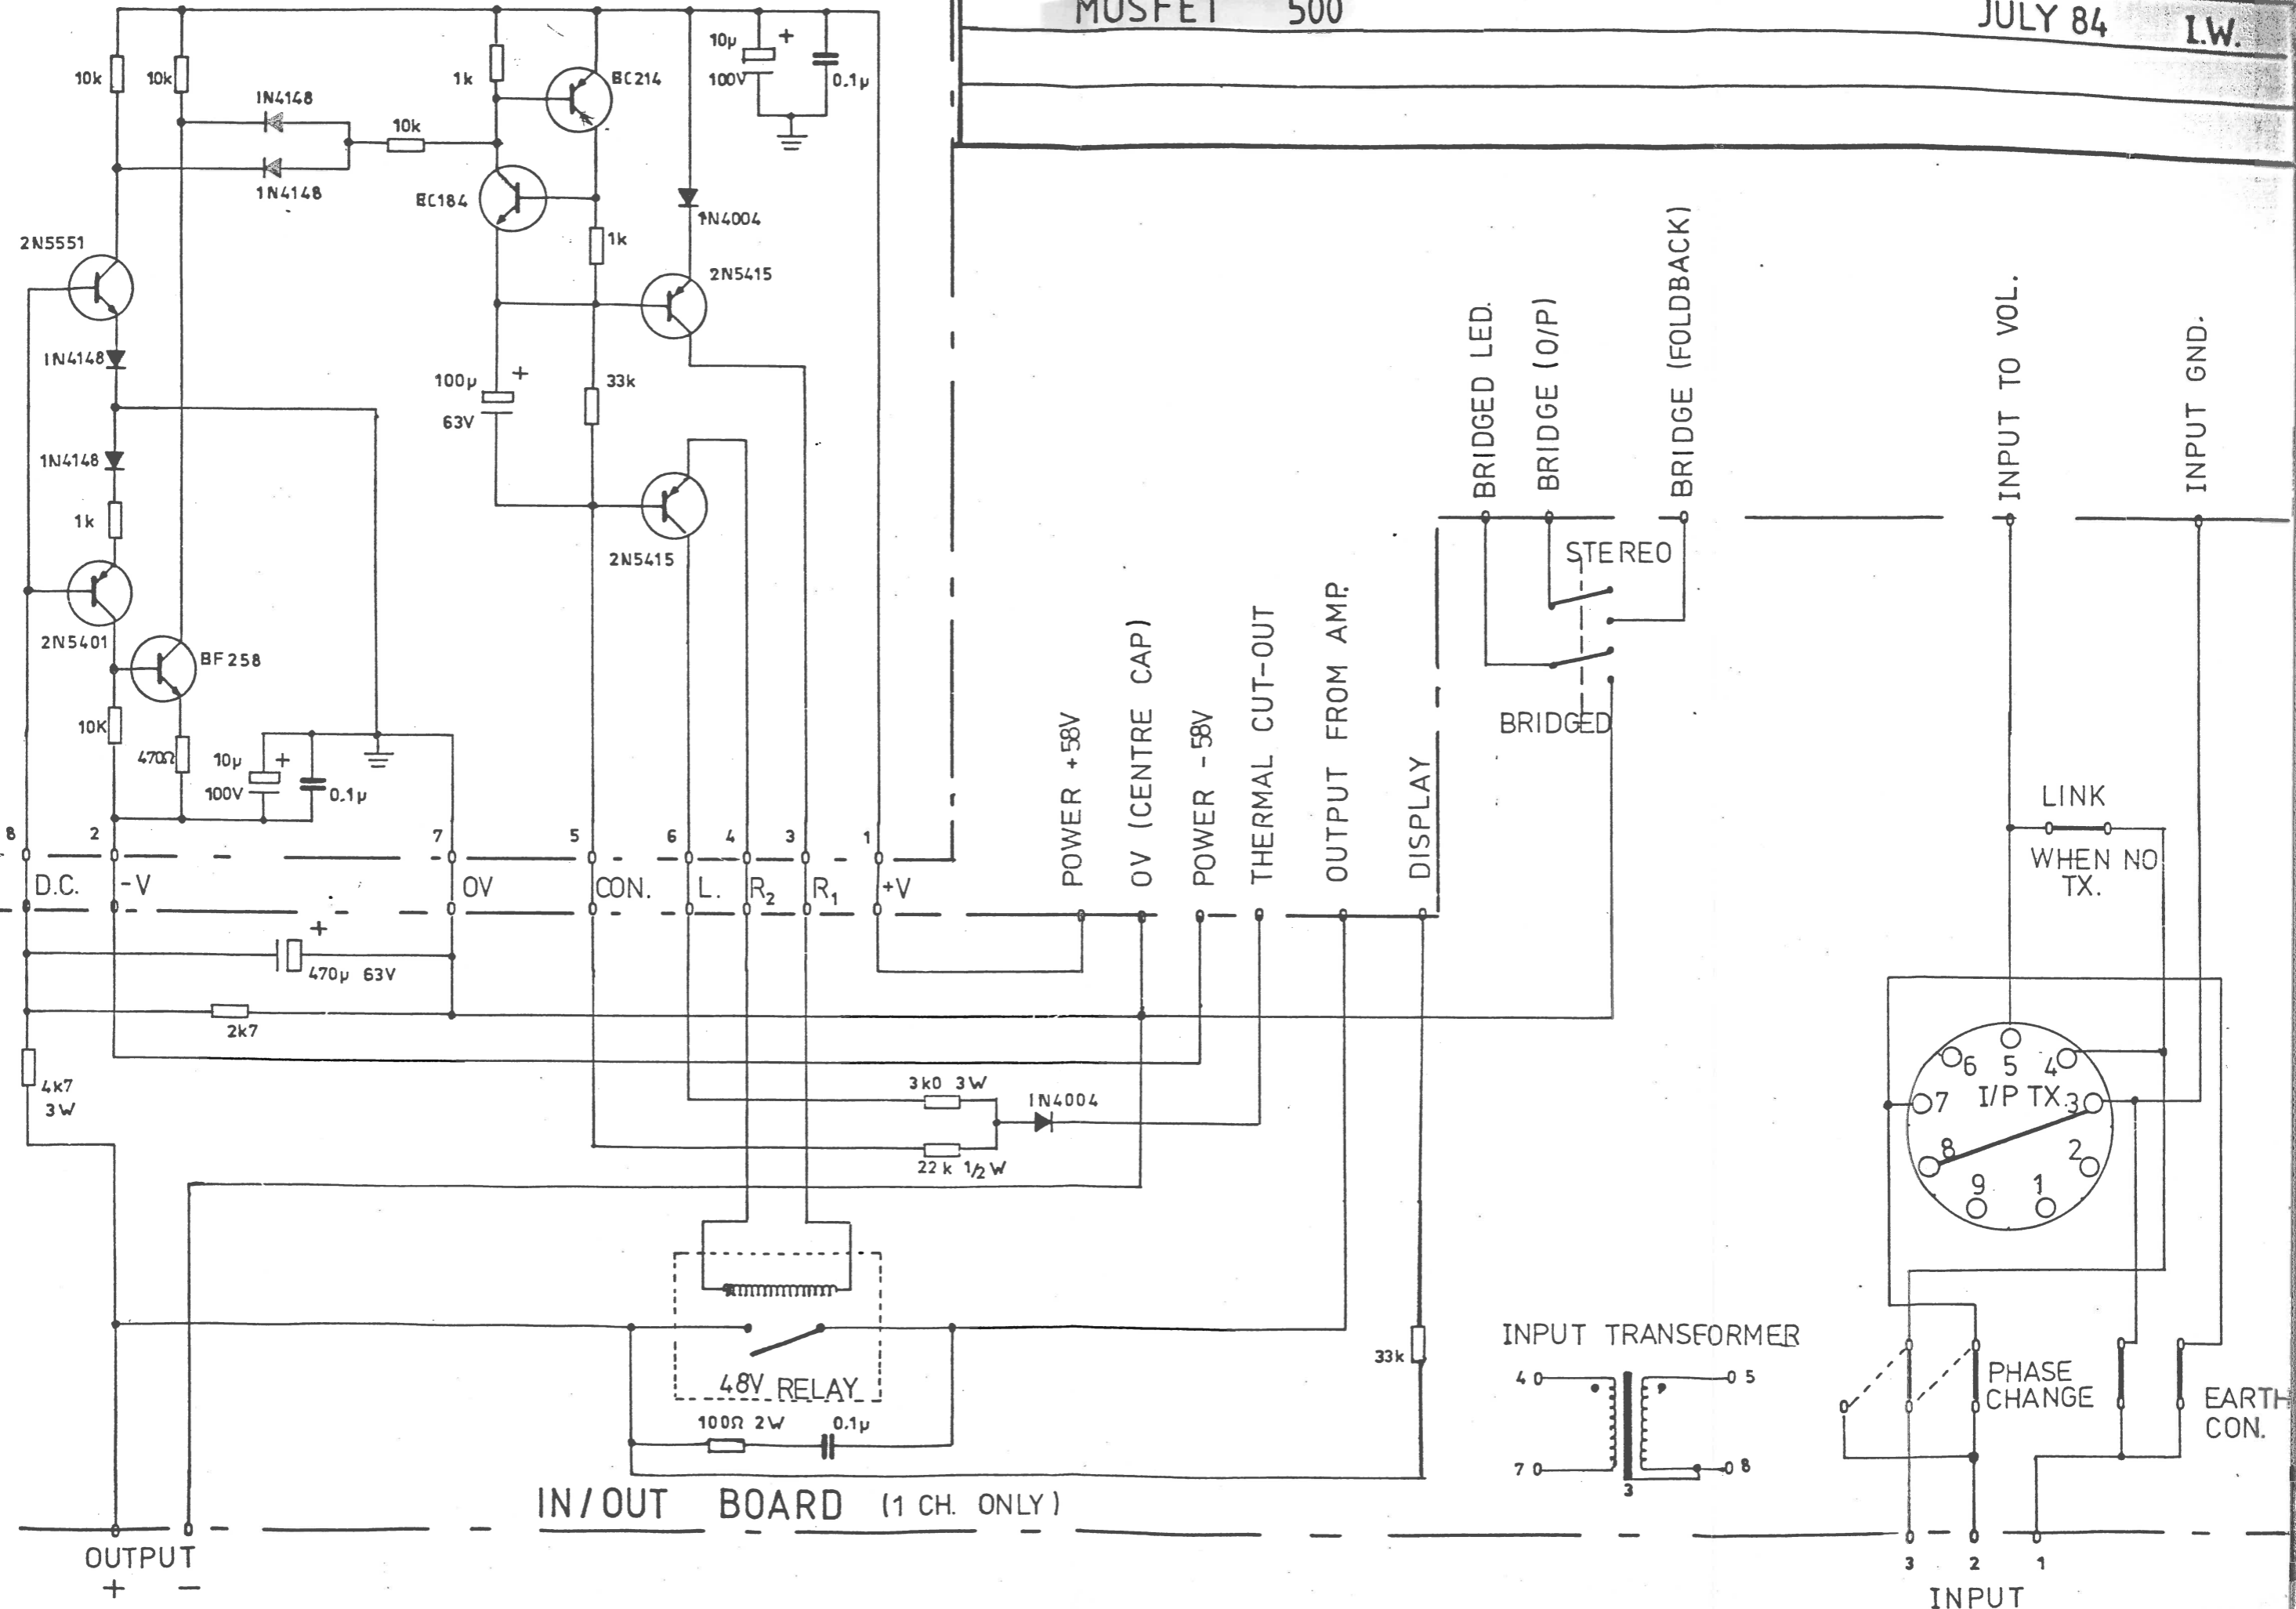 MOSFET 500
JULY 84
I.W.
10k
10k
1k
BC214
10µ
+
100V
0.1µ
1N4148
10k
1N4148
BC184
1N4004
1k
2N5551
2N5415
1N4148
100µ
+
63V
33k
1N4148
1k
2N5415
2N5401
BF258
10K
470Ω
10µ
+
100V
0.1µ
8
2
7
5
6
4
3
1
D.C.
-V
0V
CON.
L.
R2
R1
+V
POWER +58V
0V (CENTRE CAP)
POWER -58V
THERMAL CUT-OUT
OUTPUT FROM AMP.
DISPLAY
BRIDGED LED.
BRIDGE (O/P)
BRIDGE (FOLDBACK)
INPUT TO VOL.
INPUT GND.
STEREO
BRIDGED
LINK
WHEN NO
TX.
+
470µ 63V
2k7
4k7
3W
3k0 3W
1N4004
22k 1/2W
6
5
4
7
I/P TX.
3
8
2
9
1
48V RELAY
100Ω 2W
0.1µ
33k
INPUT TRANSFORMER
4
5
7
8
3
PHASE
CHANGE
EARTH
CON.
IN/OUT BOARD (1 CH. ONLY)
OUTPUT
+
−
3
2
1
INPUT